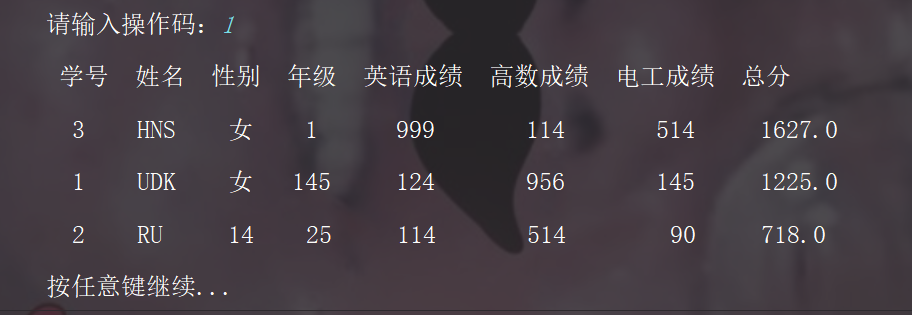 请输入操作码：1
学号 姓名 性别 年级 英语成绩 高数成绩 电工成绩 总分
3 HNS 女 1 999 114 514 1627.0
1 UDK 女 145 124 956 145 1225.0
2 RU 14 25 114 514 90 718.0
按任意键继续...